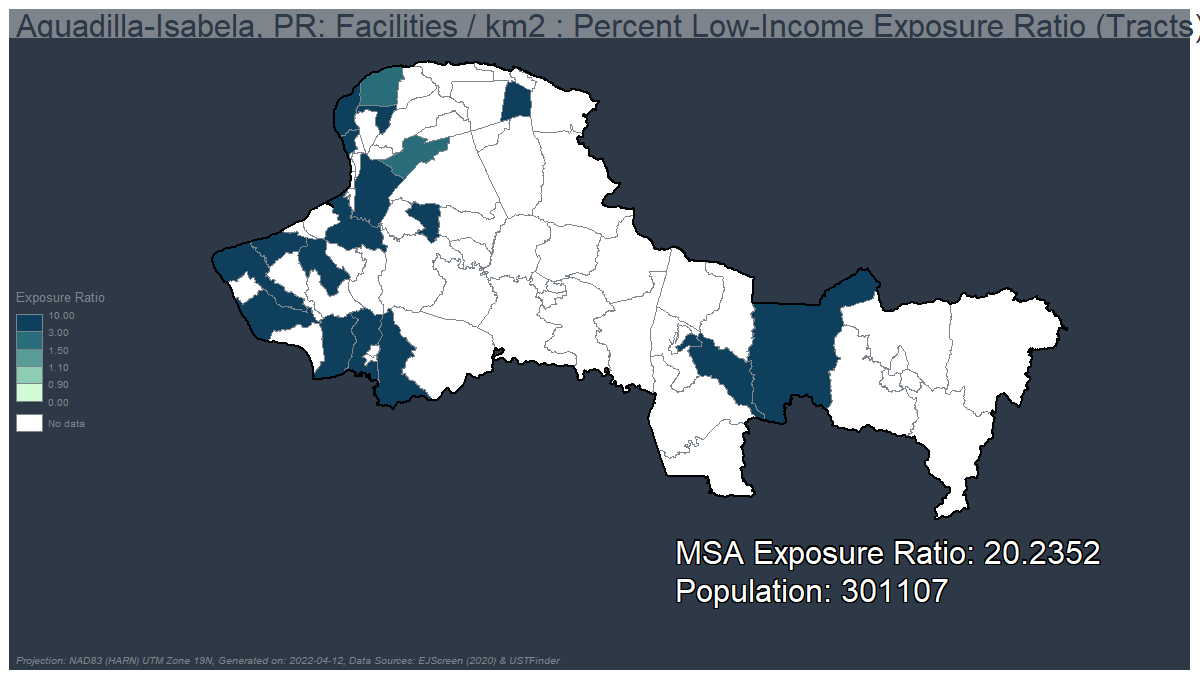 Aguadilla-Isabela, PR: Facilities / km2 : Percent Low-Income Exposure Ratio (Tracts)
Exposure Ratio
10.00
3.00
1.50
1.10
0.90
0.00
No data
MSA Exposure Ratio: 20.2352
Population: 301107
Projection: NAD83 (HARN) UTM Zone 19N, Generated on: 2022-04-12, Data Sources: EJScreen (2020) & USTFinder